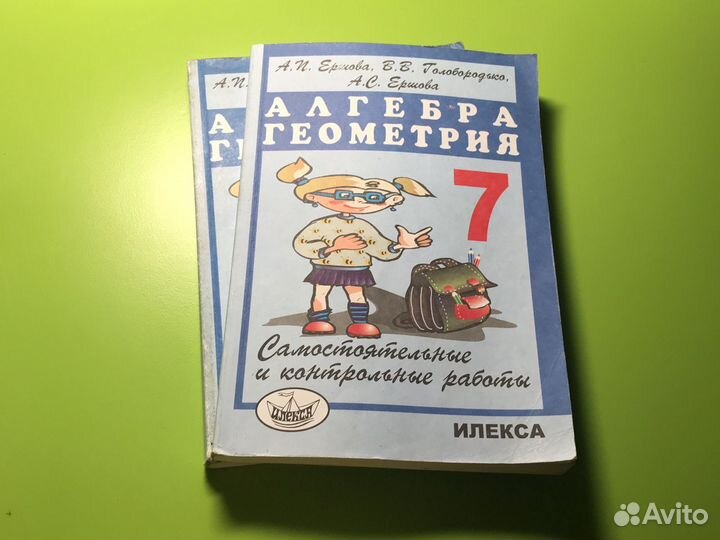 А.П. Ершова, В.В. Голобородько,
А.С. Ершова
АЛГЕБРА
ГЕОМЕТРИЯ
7
Самостоятельные
и контрольные работы
ИЛЕКСА
ИЛЕКСА
А.П.
А
Г
Avito